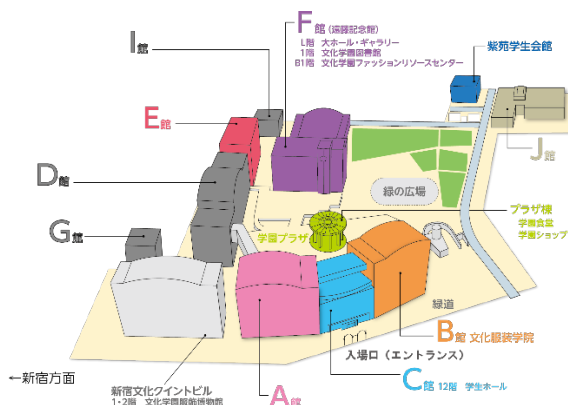 F館(遠藤記念館)
L階 大ホール・ギャラリー
1階 文化学園図書館
B1階 文化学園ファッションリソースセンター
紫苑学生会館
I館
E館
J館
D館
緑の広場
G館
プラザ棟
学園食堂
学園ショップ
学園プラザ
緑道
B館 文化服装学院
入場口(エントランス)
←新宿方面
C館 12階 学生ホール
新宿文化クイントビル
1・2階 文化学園服飾博物館
A館